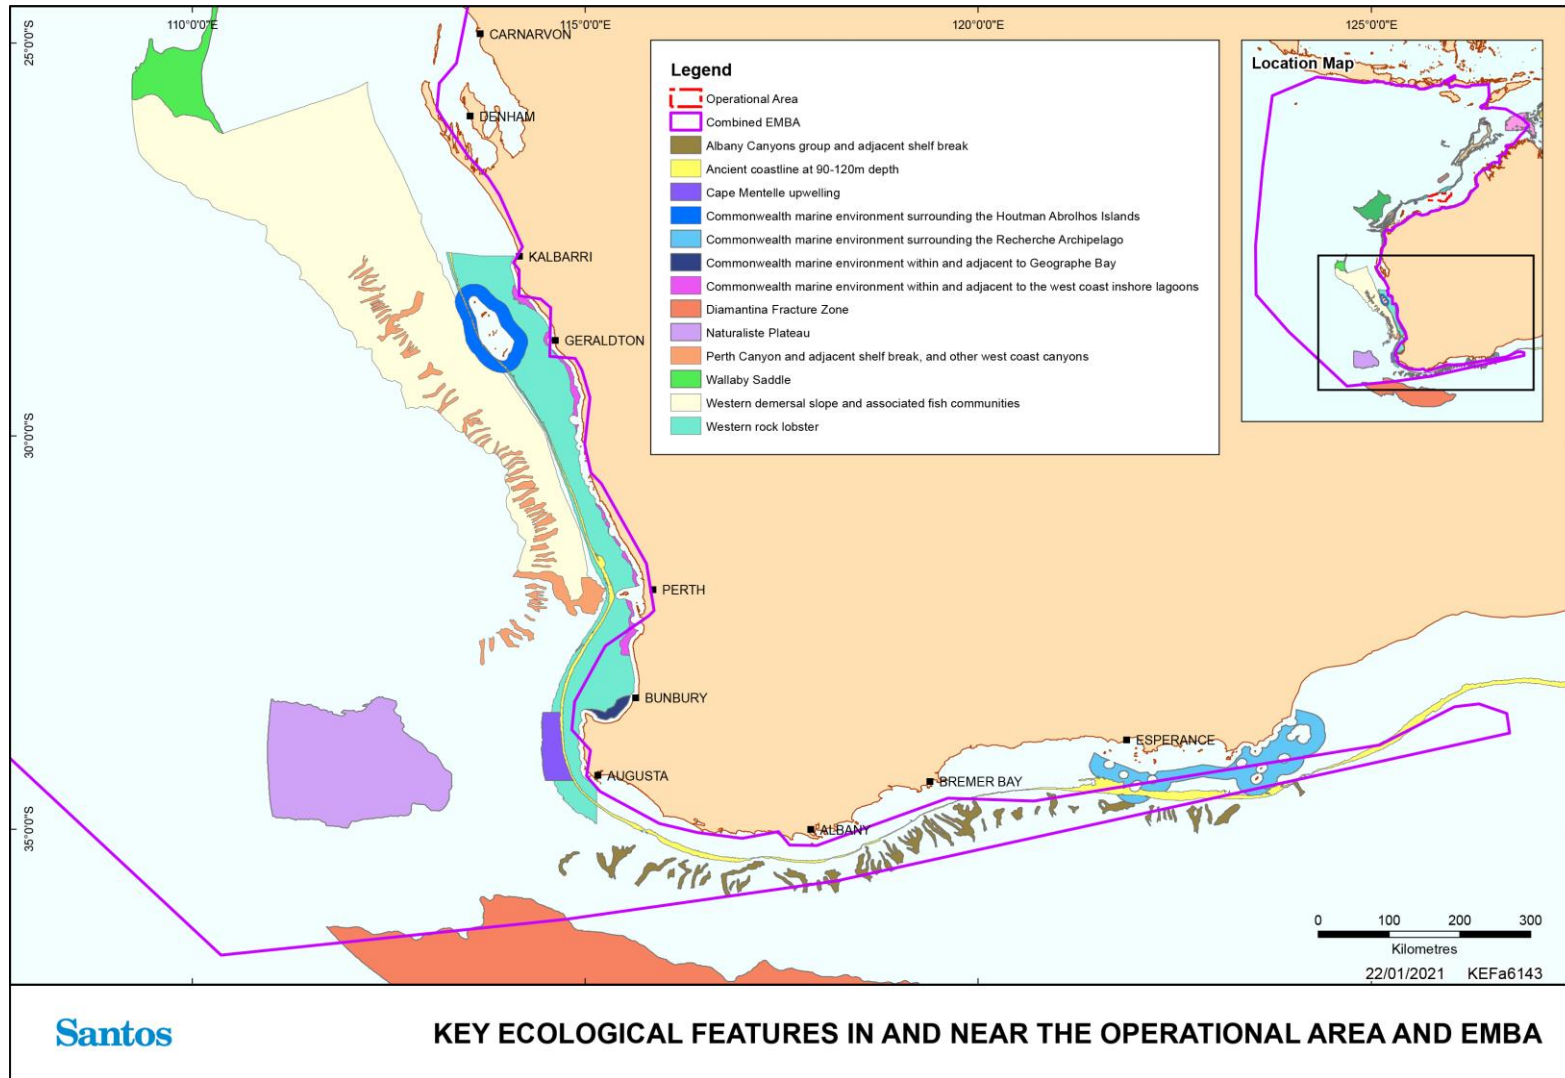 110°0'0"E
115°0'0"E
120°0'0"E
125°0'0"E
25°0'0"S
30°0'0"S
35°0'0"S
CARNARVON
DENHAM
KALBARRI
GERALDTON
PERTH
BUNBURY
AUGUSTA
ALBANY
BREMER BAY
ESPERANCE
Legend
Operational Area
Combined EMBA
Albany Canyons group and adjacent shelf break
Ancient coastline at 90-120m depth
Cape Mentelle upwelling
Commonwealth marine environment surrounding the Houtman Abrolhos Islands
Commonwealth marine environment surrounding the Recherche Archipelago
Commonwealth marine environment within and adjacent to Geographe Bay
Commonwealth marine environment within and adjacent to the west coast inshore lagoons
Diamantina Fracture Zone
Naturaliste Plateau
Perth Canyon and adjacent shelf break, and other west coast canyons
Wallaby Saddle
Western demersal slope and associated fish communities
Western rock lobster
Location Map
0 100 200 300
Kilometres
22/01/2021 KEFa6143
Santos
KEY ECOLOGICAL FEATURES IN AND NEAR THE OPERATIONAL AREA AND EMBA